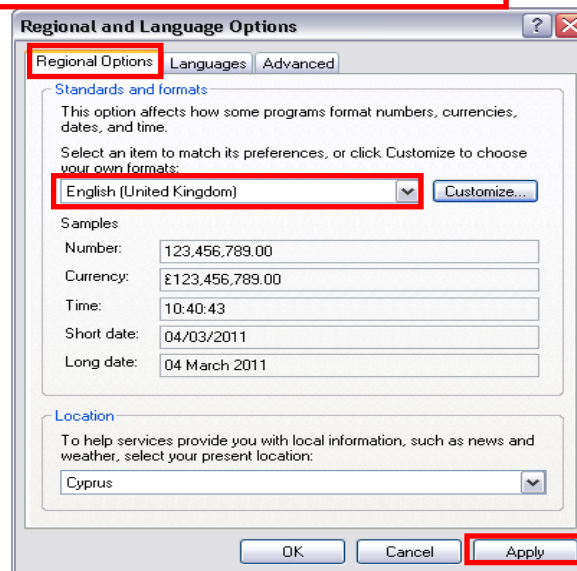 Regional and Language Options
Regional Options Languages Advanced
Standards and formats
This option affects how some programs format numbers, currencies,
dates, and time.
Select an item to match its preferences, or click Customize to choose
your own formats:
English (United Kingdom) Customize...
Samples
Number: 123,456,789.00
Currency: £123,456,789.00
Time: 10:40:43
Short date: 04/03/2011
Long date: 04 March 2011
Location
To help services provide you with local information, such as news and
weather, select your present location:
Cyprus
OK Cancel Apply